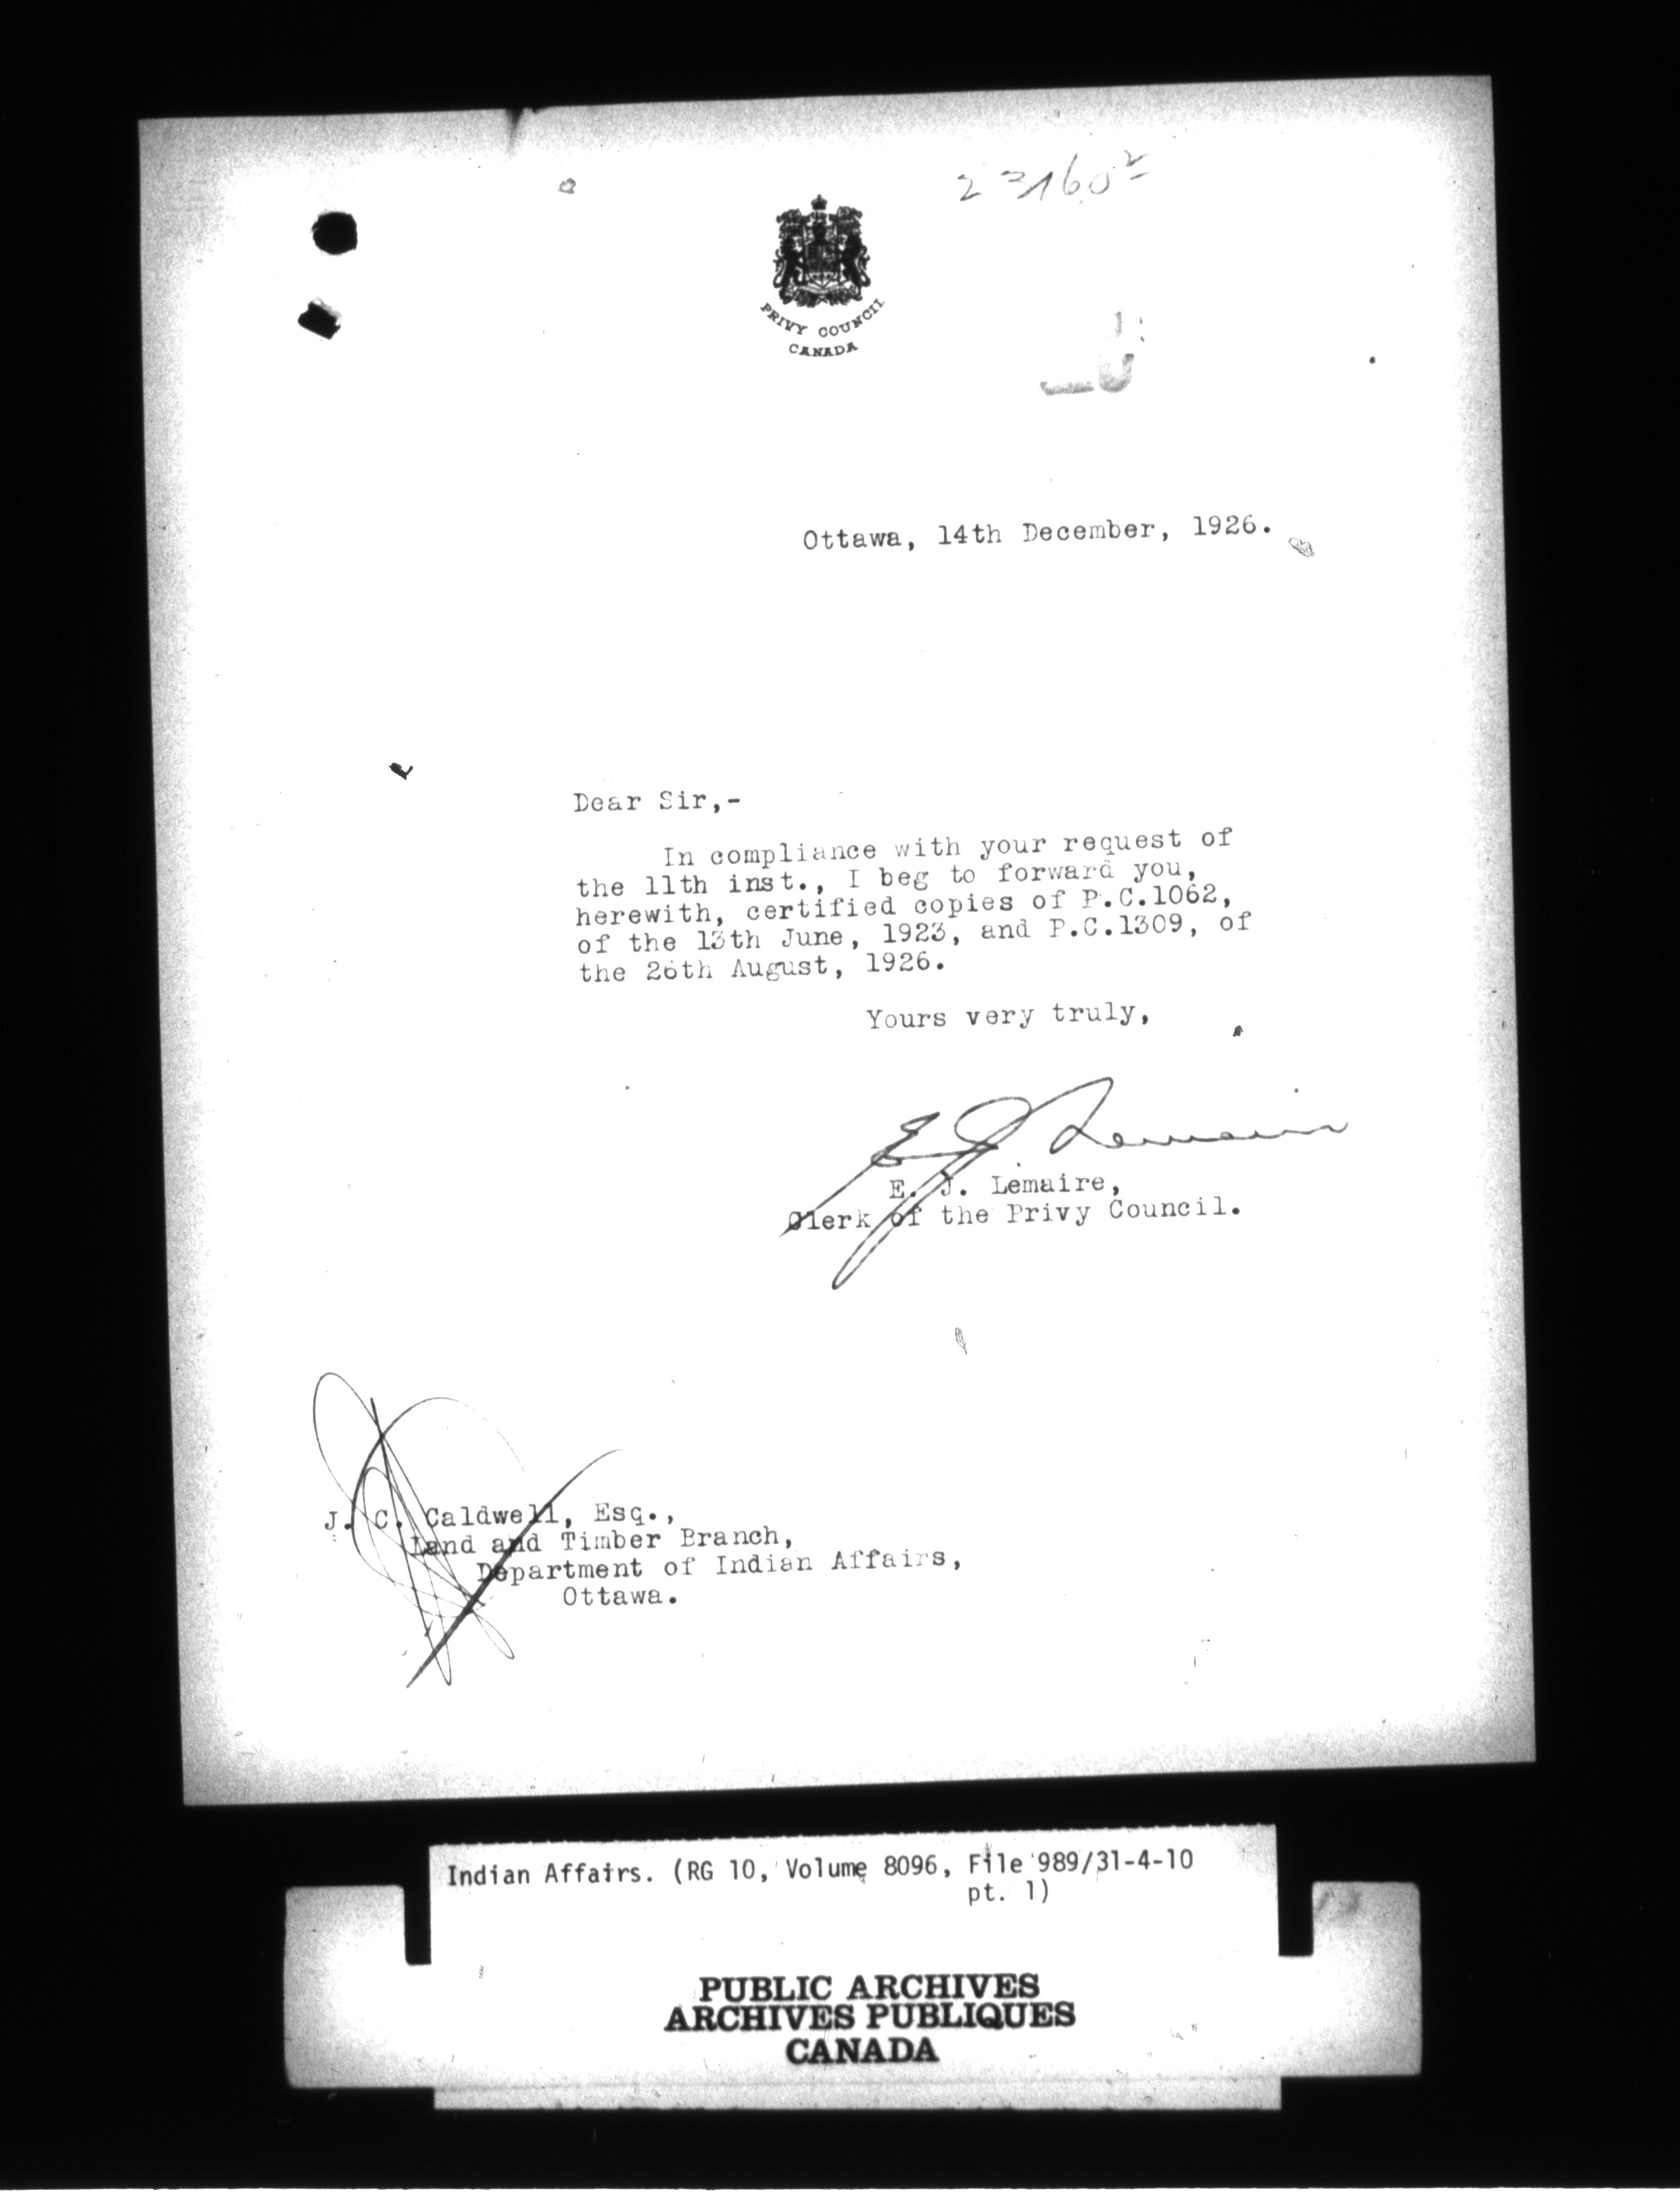 PRIVY COUNCIL
CANADA
Ottawa, 14th December, 1926.
Dear Sir,-
In compliance with your request of
the 11th inst., I beg to forward you,
herewith, certified copies of P.C.1062,
of the 13th June, 1923, and P.C.1309, of
the 26th August, 1926.
Yours very truly,
E J Lemaire
E. J. Lemaire,
Clerk of the Privy Council.
J. C. Caldwell, Esq.,
Land and Timber Branch,
Department of Indian Affairs,
Ottawa.
Indian Affairs. (RG 10, Volume 8096, File 989/31-4-10
pt. 1)
PUBLIC ARCHIVES
ARCHIVES PUBLIQUES
CANADA